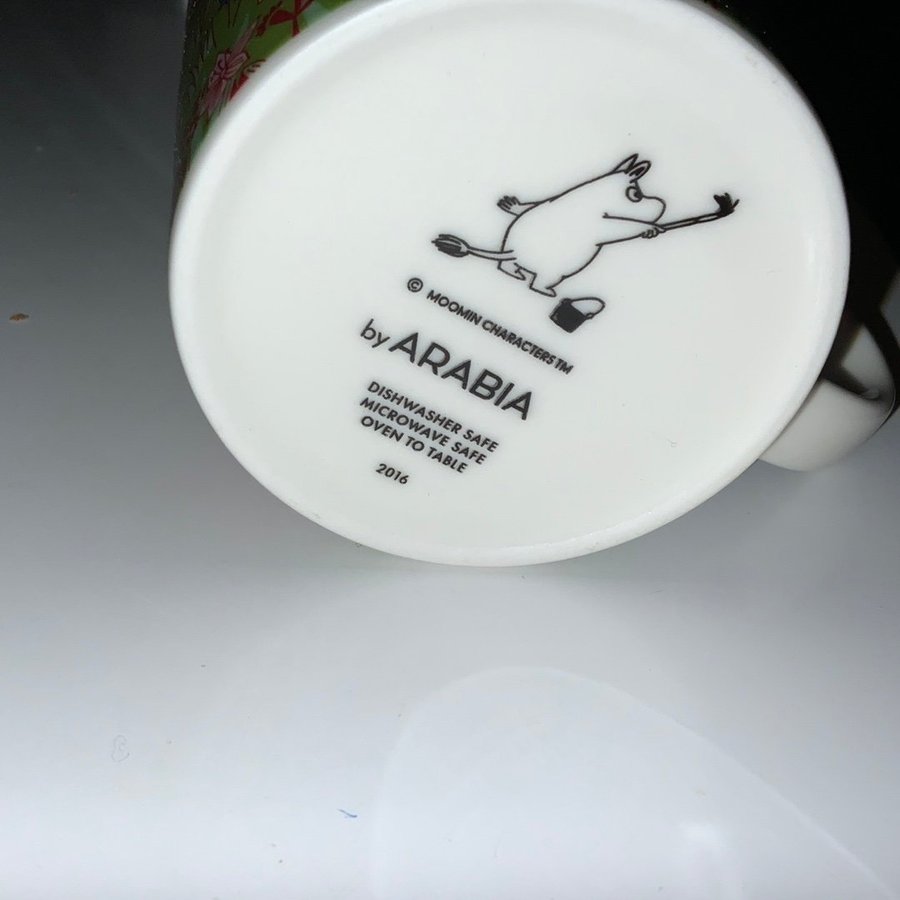 © MOOMIN CHARACTERS™
by ARABIA
DISHWASHER SAFE
MICROWAVE SAFE
OVEN TO TABLE
2016